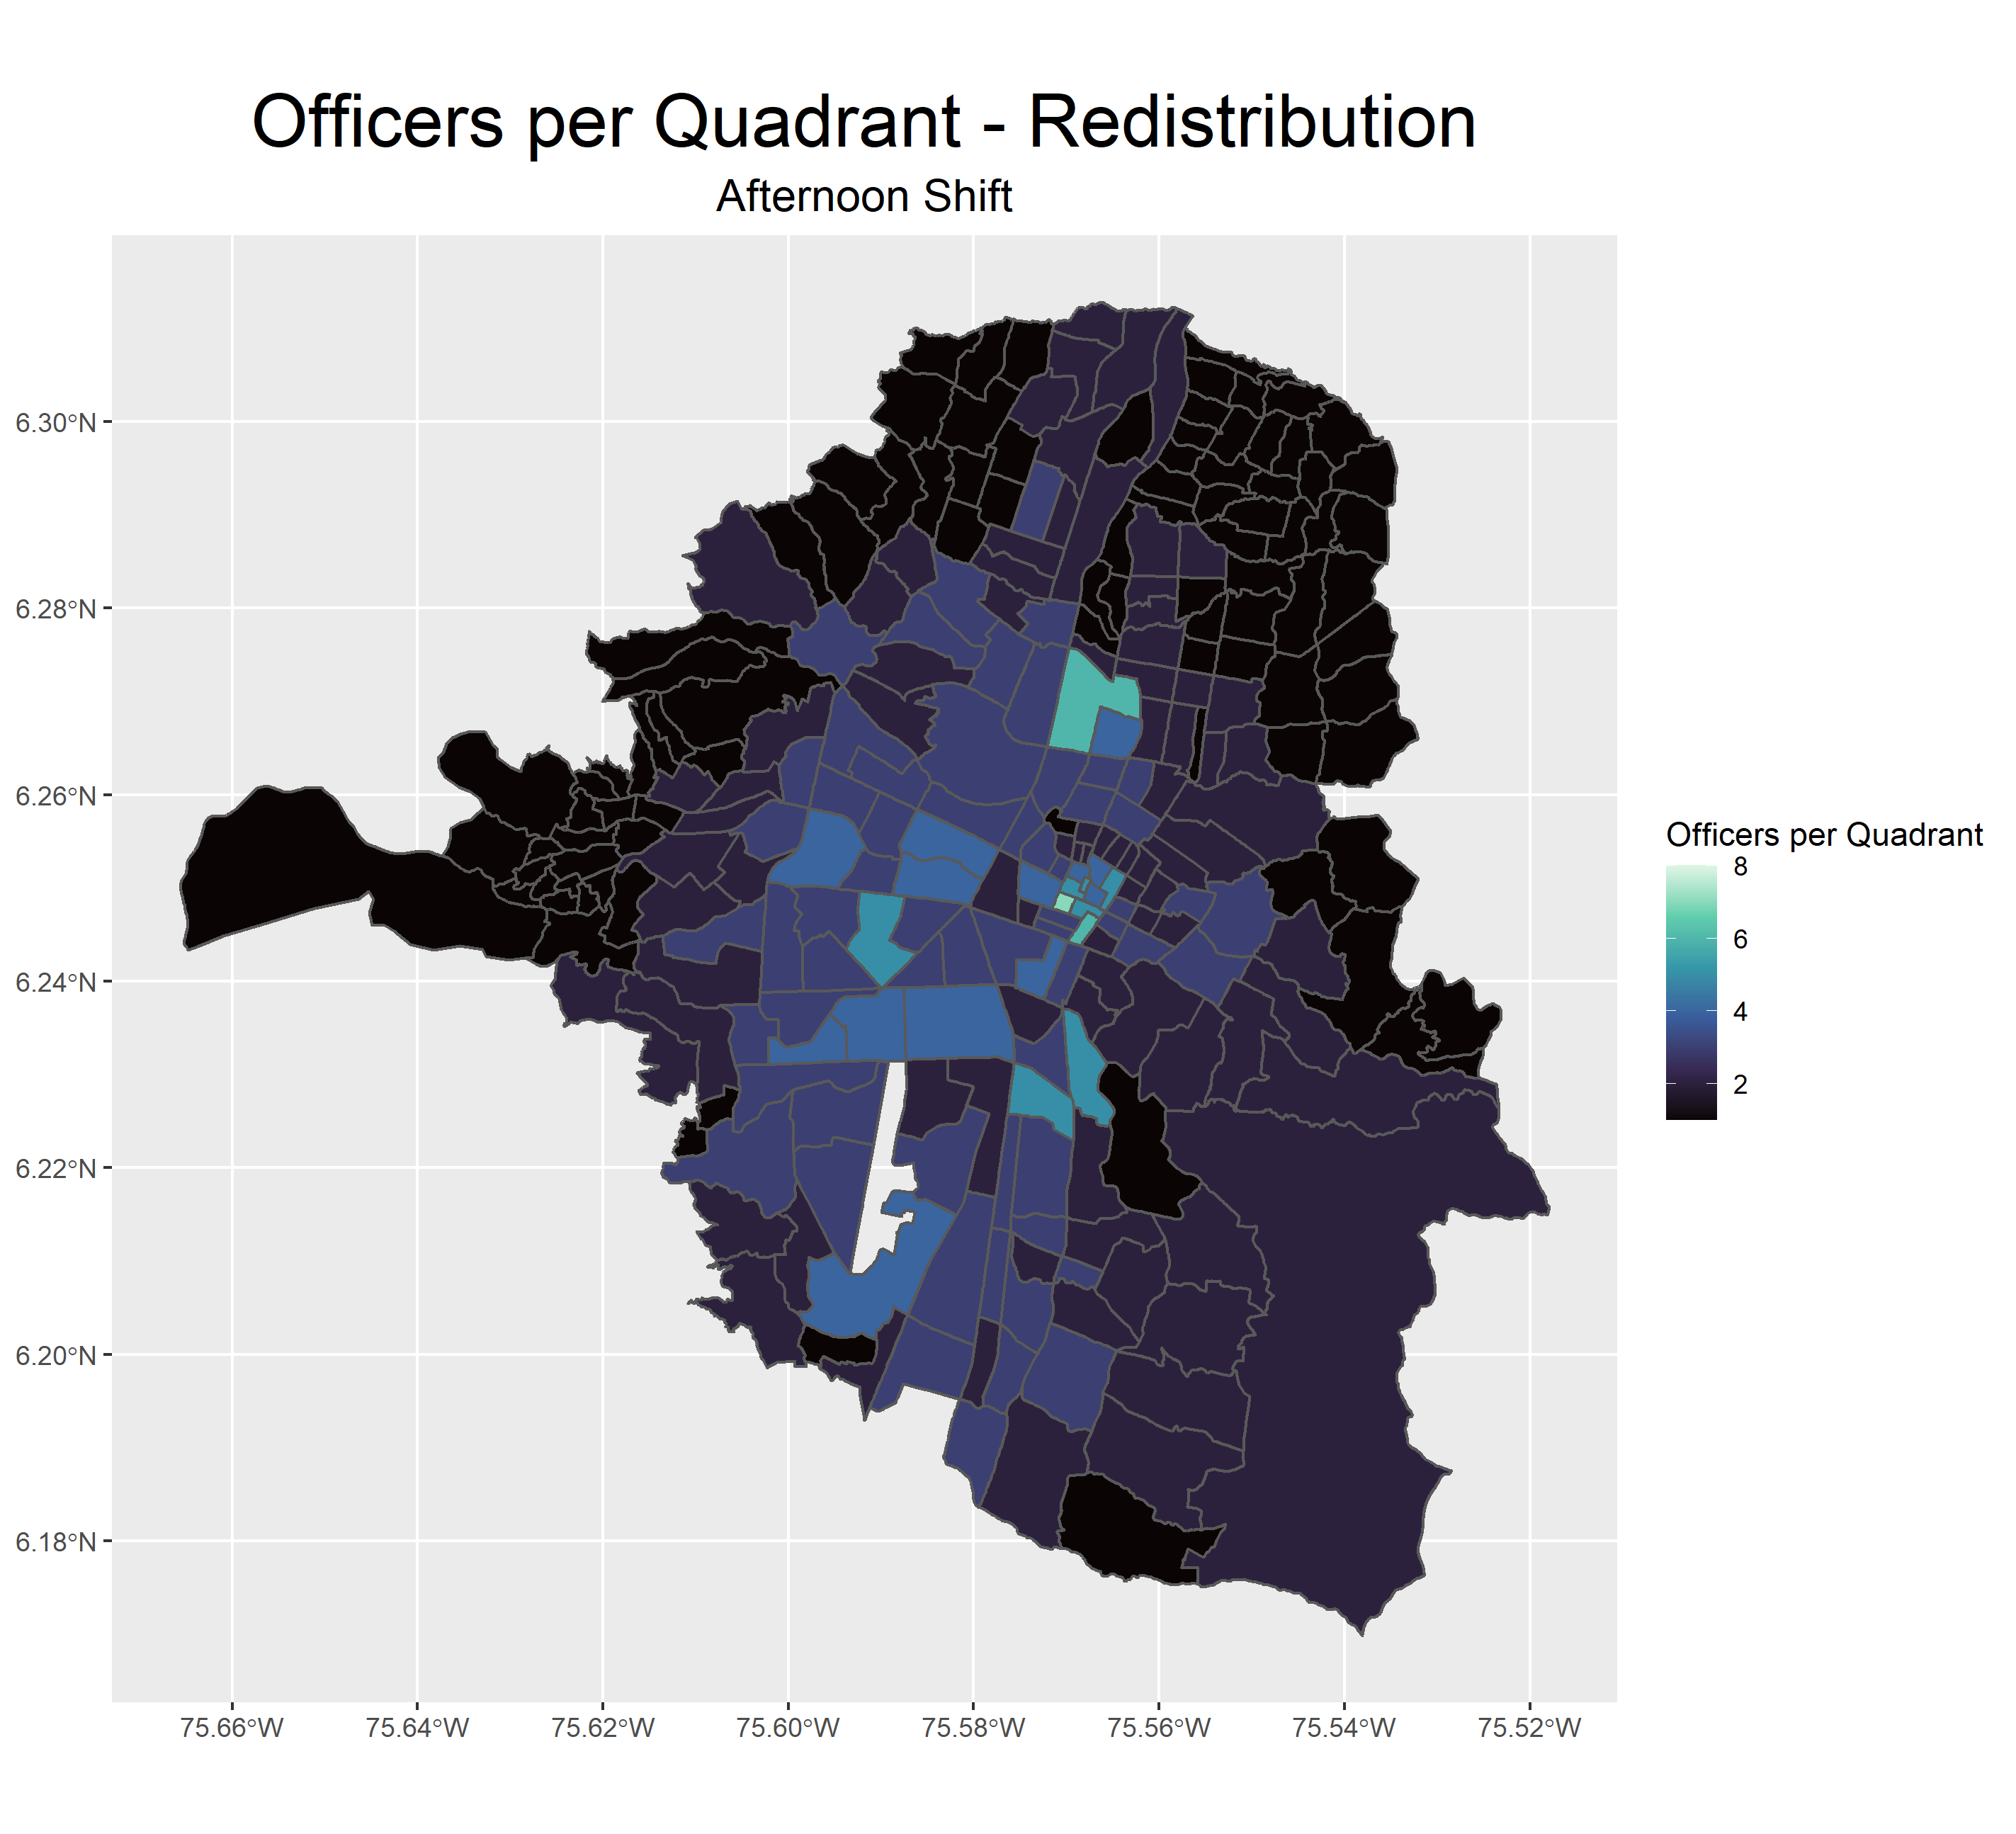 Officers per Quadrant - Redistribution
Afternoon Shift
6.30°N
6.28°N
6.26°N
6.24°N
6.22°N
6.20°N
6.18°N
75.66°W 75.64°W 75.62°W 75.60°W 75.58°W 75.56°W 75.54°W 75.52°W
Officers per Quadrant
8
6
4
2